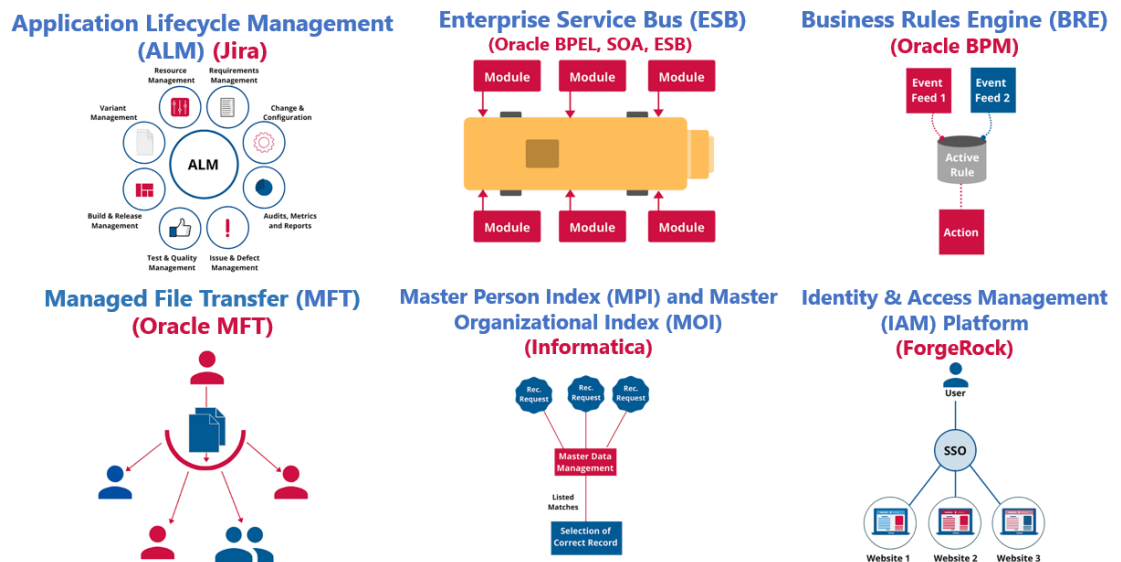 Application Lifecycle Management
(ALM) (Jira)
Resource
Management
Requirements
Management
Variant
Management
Change &
Configuration
ALM
Build & Release
Management
Audits, Metrics
and Reports
Test & Quality
Management
Issue & Defect
Management
Enterprise Service Bus (ESB)
(Oracle BPEL, SOA, ESB)
Module
Module
Module
Module
Module
Module
Business Rules Engine (BRE)
(Oracle BPM)
Event
Feed 1
Event
Feed 2
Active
Rule
Action
Managed File Transfer (MFT)
(Oracle MFT)
Master Person Index (MPI) and Master
Organizational Index (MOI)
(Informatica)
Rec.
Request
Rec.
Request
Rec.
Request
Master Data
Management
Listed
Matches
Selection of
Correct Record
Identity & Access Management
(IAM) Platform
(ForgeRock)
User
SSO
Website 1
Website 2
Website 3